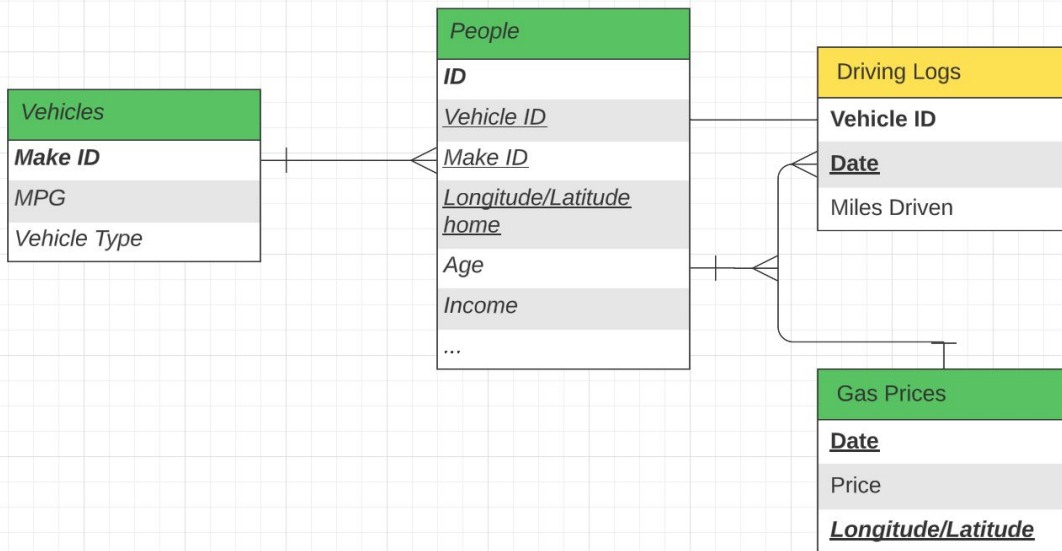 Vehicles
Make ID
MPG
Vehicle Type
People
ID
Vehicle ID
Make ID
Longitude/Latitude
home
Age
Income
...
Driving Logs
Vehicle ID
Date
Miles Driven
Gas Prices
Date
Price
Longitude/Latitude